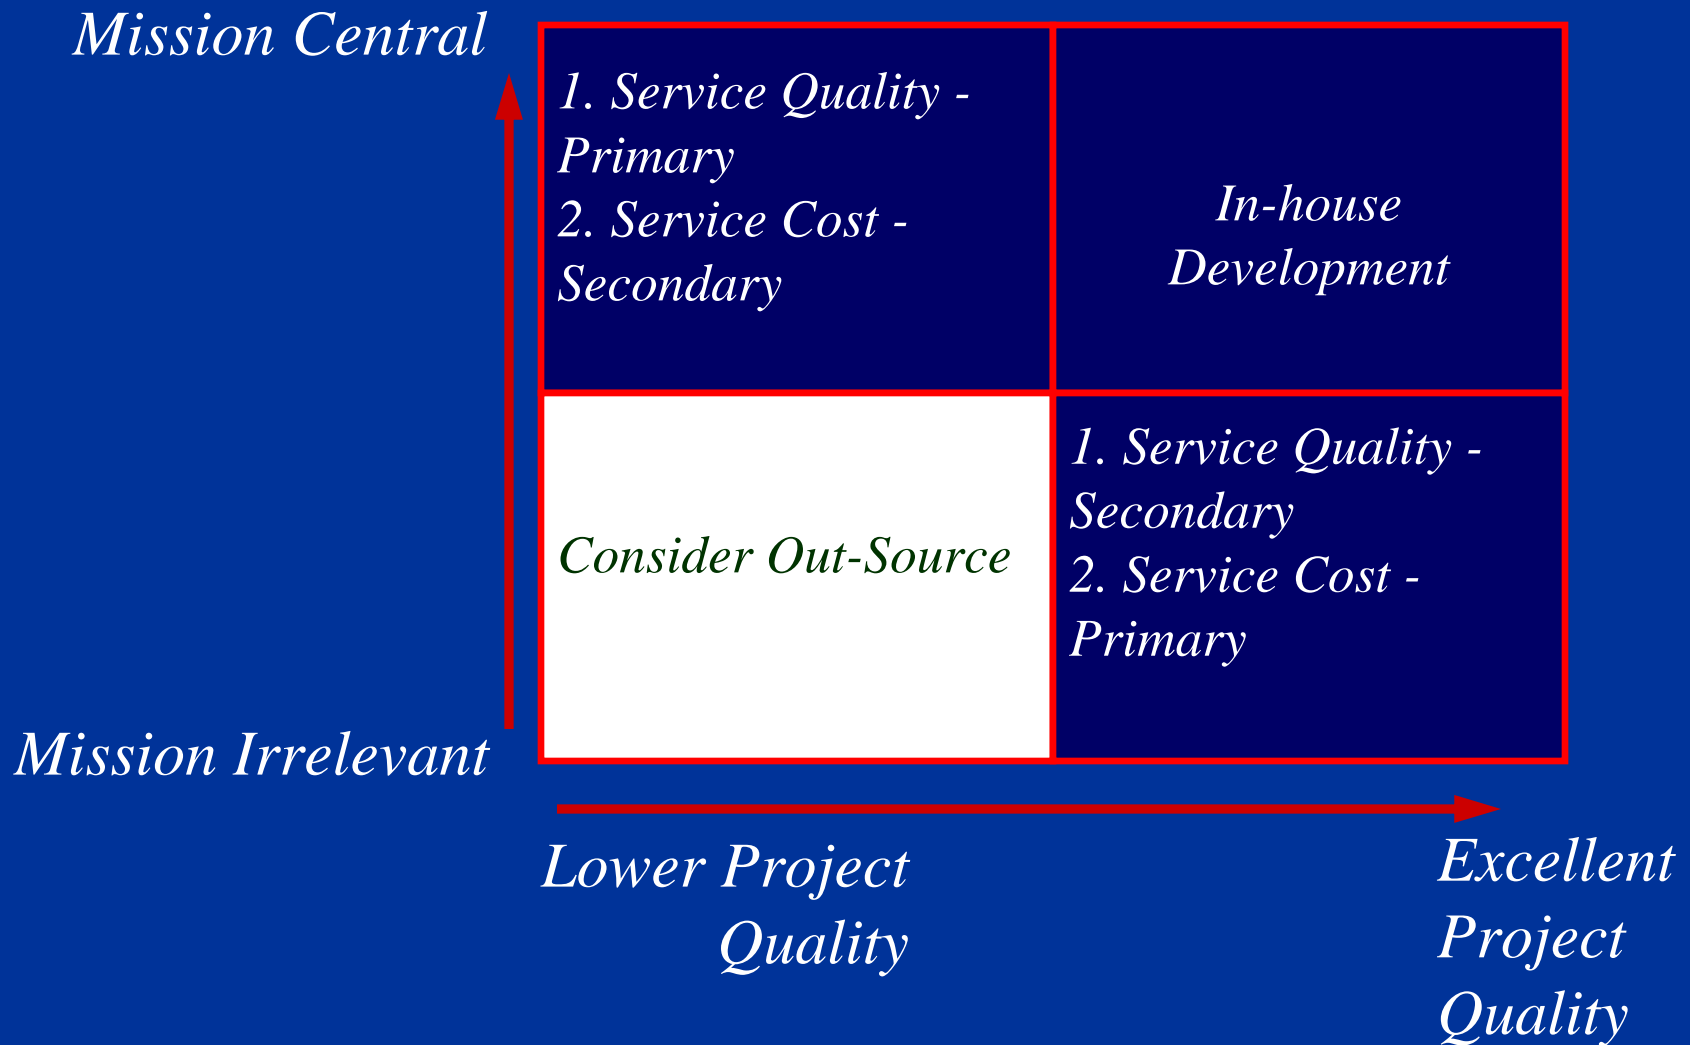 Mission Central
1. Service Quality -
Primary
2. Service Cost -
Secondary
In-house
Development
Consider Out-Source
1. Service Quality -
Secondary
2. Service Cost -
Primary
Mission Irrelevant
Lower Project
Quality
Excellent
Project
Quality